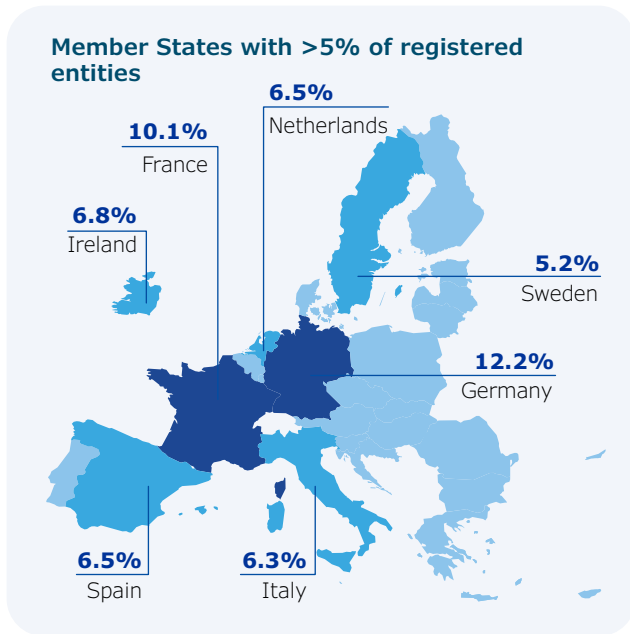 Member States with >5% of registered
entities
6.5%
Netherlands
10.1%
France
6.8%
Ireland
5.2%
Sweden
12.2%
Germany
6.5%
Spain
6.3%
Italy